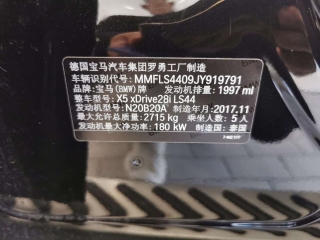 德国宝马汽车集团罗勇工厂制造
车辆识别代号: MMFLS4409JY919791
品牌: 宝马(BMW)牌 发动机排量: 1997 ml
整车型号: X5 xDrive28i LS44
发动机型号: N20B20A 制造年月: 2017.11
最大允许总质量: 2715 kg 乘坐人数: 5 人
发动机最大净功率: 180 kW 制造国: 泰国